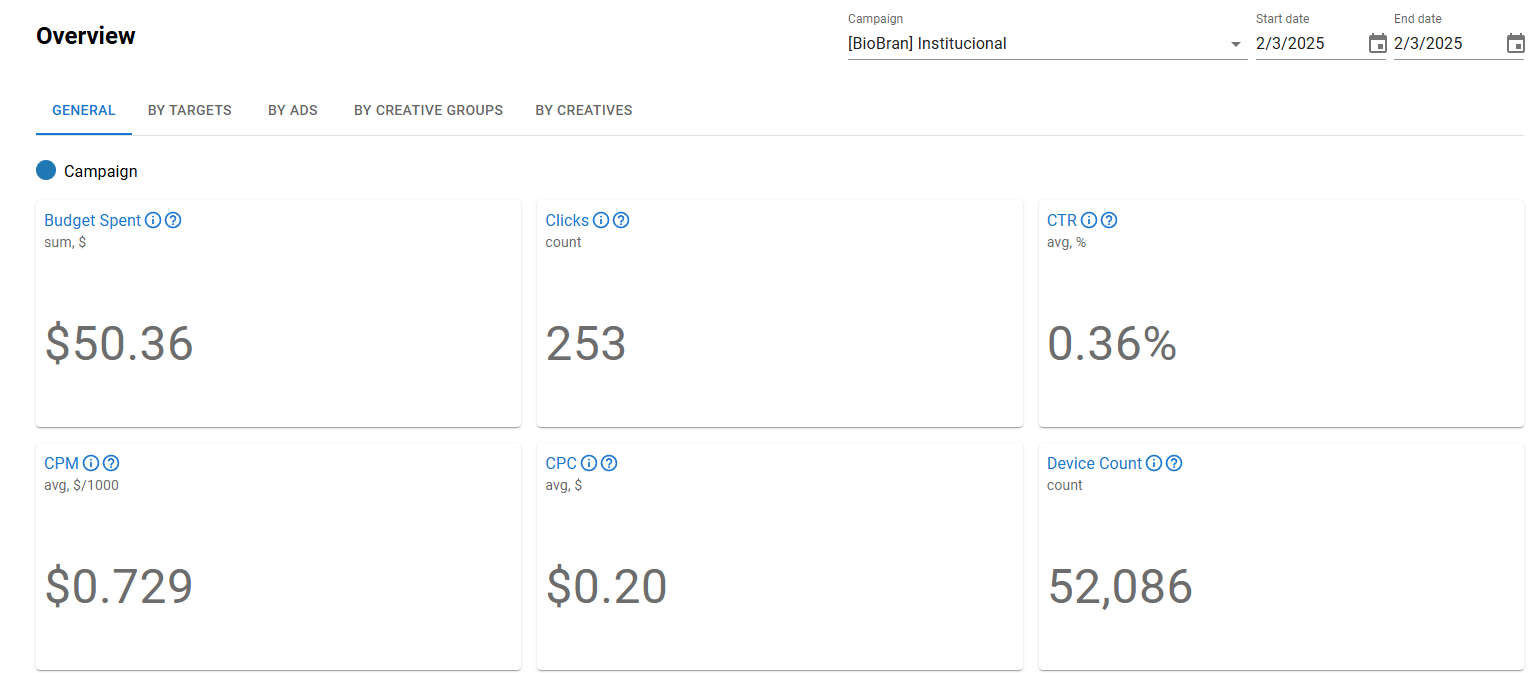 Overview
Campaign
[BioBran] Institucional
Start date
2/3/2025
End date
2/3/2025
GENERAL
BY TARGETS
BY ADS
BY CREATIVE GROUPS
BY CREATIVES
Campaign
Budget Spent
sum, $
$50.36
Clicks
count
253
CTR
avg, %
0.36%
CPM
avg, $/1000
$0.729
CPC
avg, $
$0.20
Device Count
count
52,086